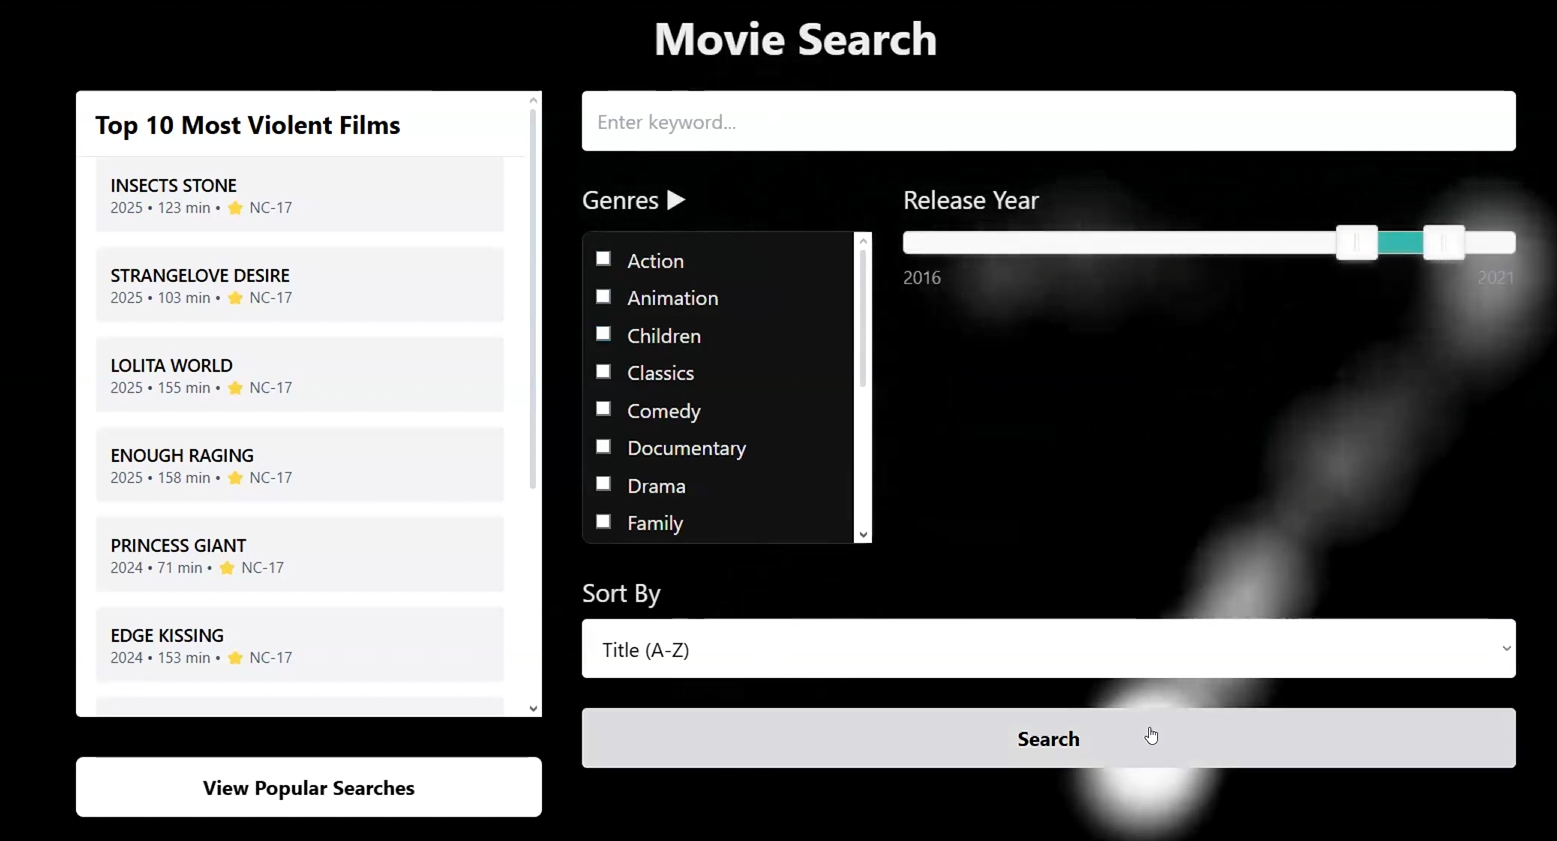 Movie Search
Top 10 Most Violent Films
INSECTS STONE
2025 • 123 min • ⭐ NC-17
STRANGELOVE DESIRE
2025 • 103 min • ⭐ NC-17
LOLITA WORLD
2025 • 155 min • ⭐ NC-17
ENOUGH RAGING
2025 • 158 min • ⭐ NC-17
PRINCESS GIANT
2024 • 71 min • ⭐ NC-17
EDGE KISSING
2024 • 153 min • ⭐ NC-17
View Popular Searches
Enter keyword...
Genres ▶
Action
Animation
Children
Classics
Comedy
Documentary
Drama
Family
Release Year
2016
2021
Sort By
Title (A-Z)
Search